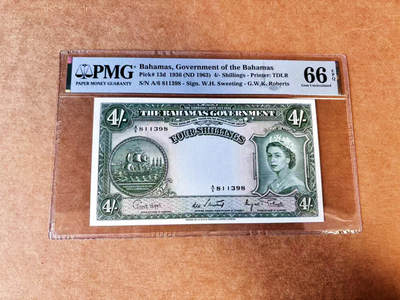 PMG
PAPER MONEY GUARANTY
Bahamas, Government of the Bahamas
Pick# 13d 1936 (ND 1963) 4/- Shillings - Printer: TDLR
S/N A/6 811398 - Sign. W.H. Sweeting - G.W.K. Roberts
66 EPQ
Gem Uncirculated
4/-
THE BAHAMAS GOVERNMENT
4/-
A/6 811398
FOUR SHILLINGS
A/6 811398
4/-
4/-